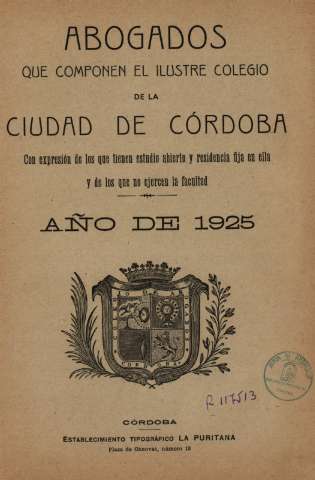 ABOGADOS
QUE COMPONEN EL ILUSTRE COLEGIO
DE LA
CIUDAD DE CÓRDOBA
Con expresión de los que tienen estudio abierto y residencia fija en ella
y de los que no ejercen la facultad
AÑO DE 1925
R 117513
CÓRDOBA
ESTABLECIMIENTO TIPOGRÁFICO LA PURITANA
Plaza de Cánovas, número 13